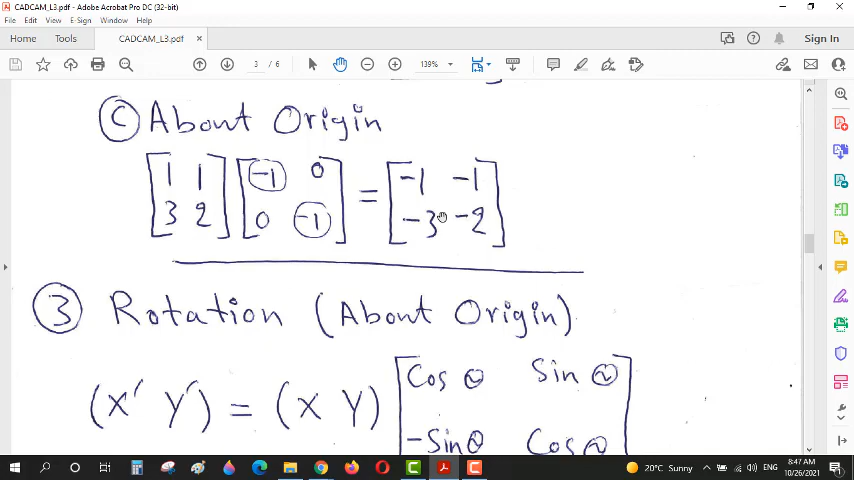 CADCAM_L3.pdf - Adobe Acrobat Pro DC (32-bit)
File Edit View E-Sign Window Help
Home Tools CADCAM_L3.pdf × Sign In
3 / 6 139%
C About Origin
[1 1] [-1 0] = [-1 -1]
[3 2] [0 -1] [-3 -2]
3 Rotation (About Origin)
Cos θ Sin θ
(X' Y') = (X Y)
-Sin θ Cos θ
20°C Sunny ENG 8:47 AM
10/26/2021